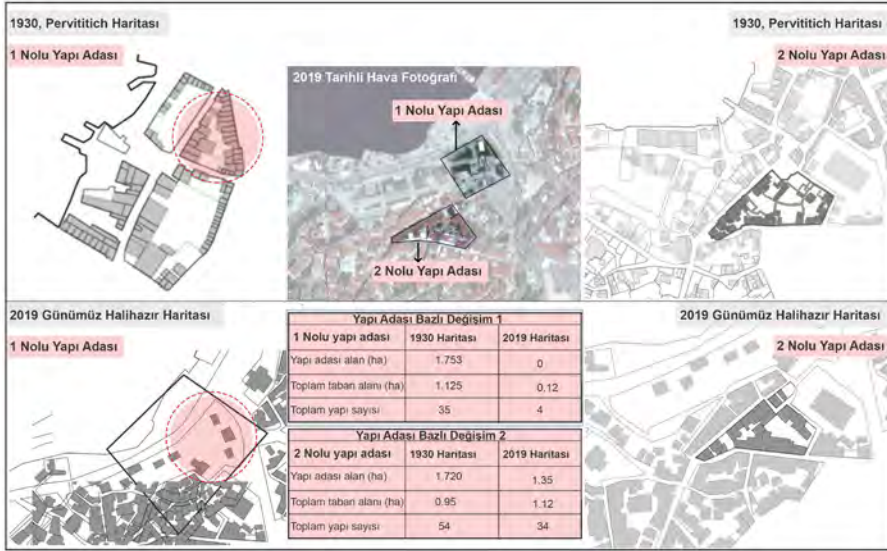 1930, Pervititch Haritası
1 Nolu Yapı Adası
2019 Tarihli Hava Fotoğrafı
1 Nolu Yapı Adası
2 Nolu Yapı Adası
1930, Pervititch Haritası
2 Nolu Yapı Adası
2019 Günümüz Halihazır Haritası
1 Nolu Yapı Adası
Yapı Adası Bazlı Değişim 1
1 Nolu yapı adası 1930 Haritası 2019 Haritası
Yapı adası alan (ha) 1.753 0
Toplam taban alanı (ha) 1.125 0.12
Toplam yapı sayısı 35 4
Yapı Adası Bazlı Değişim 2
2 Nolu yapı adası 1930 Haritası 2019 Haritası
Yapı adası alan (ha) 1.720 1.35
Toplam taban alanı (ha) 0.95 1.12
Toplam yapı sayısı 54 34
2019 Günümüz Halihazır Haritası
2 Nolu Yapı Adası